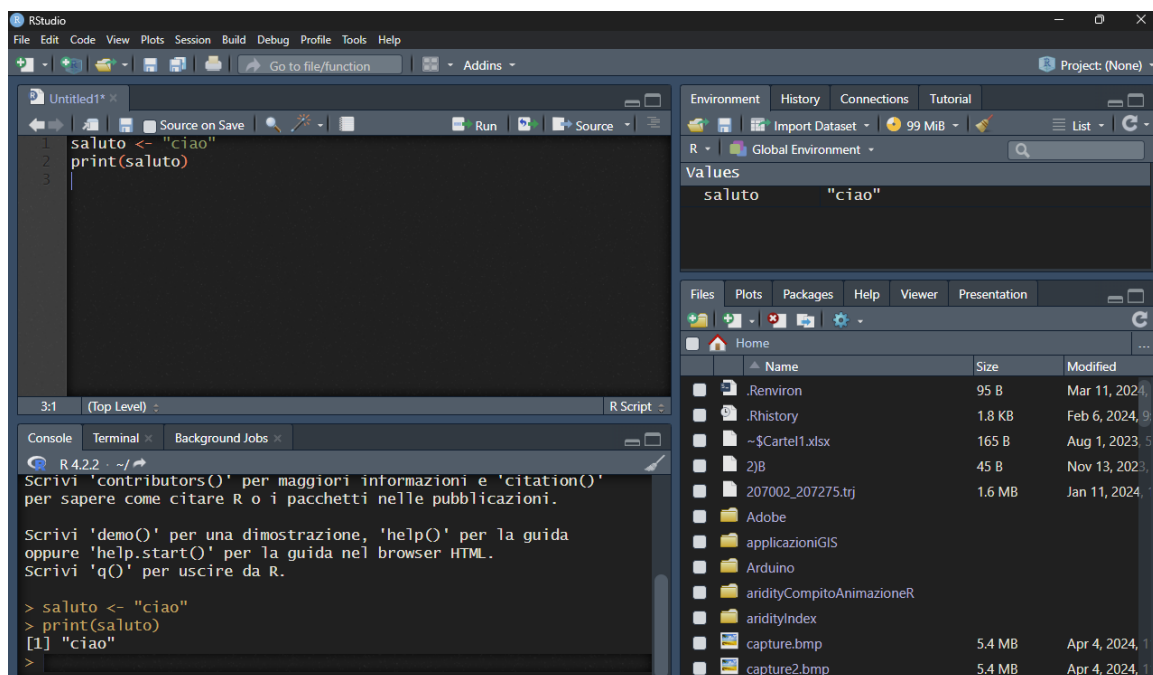 RStudio
File Edit Code View Plots Session Build Debug Profile Tools Help
Go to file/function Addins Project: (None)
Untitled1*
Source on Save Run Source
1 saluto <- "ciao"
2 print(saluto)
3
3:1 (Top Level) R Script
Console Terminal Background Jobs
R 4.2.2 · ~/
Scrivi 'contributors()' per maggiori informazioni e 'citation()'
per sapere come citare R o i pacchetti nelle pubblicazioni.
Scrivi 'demo()' per una dimostrazione, 'help()' per la guida
oppure 'help.start()' per la guida nel browser HTML.
Scrivi 'q()' per uscire da R.
> saluto <- "ciao"
> print(saluto)
[1] "ciao"
>
Environment History Connections Tutorial
Import Dataset 99 MiB List
R Global Environment
Values
saluto "ciao"
Files Plots Packages Help Viewer Presentation
Home ...
Name Size Modified
.Renviron 95 B Mar 11, 2024,
.Rhistory 1.8 KB Feb 6, 2024, 9
~$Cartel1.xlsx 165 B Aug 1, 2023, 5
2)B 45 B Nov 13, 2023,
207002_207275.trj 1.6 MB Jan 11, 2024,
Adobe
applicazioniGIS
Arduino
aridityCompitoAnimazioneR
aridityIndex
capture.bmp 5.4 MB Apr 4, 2024, 1
capture2.bmp 5.4 MB Apr 4, 2024, 1